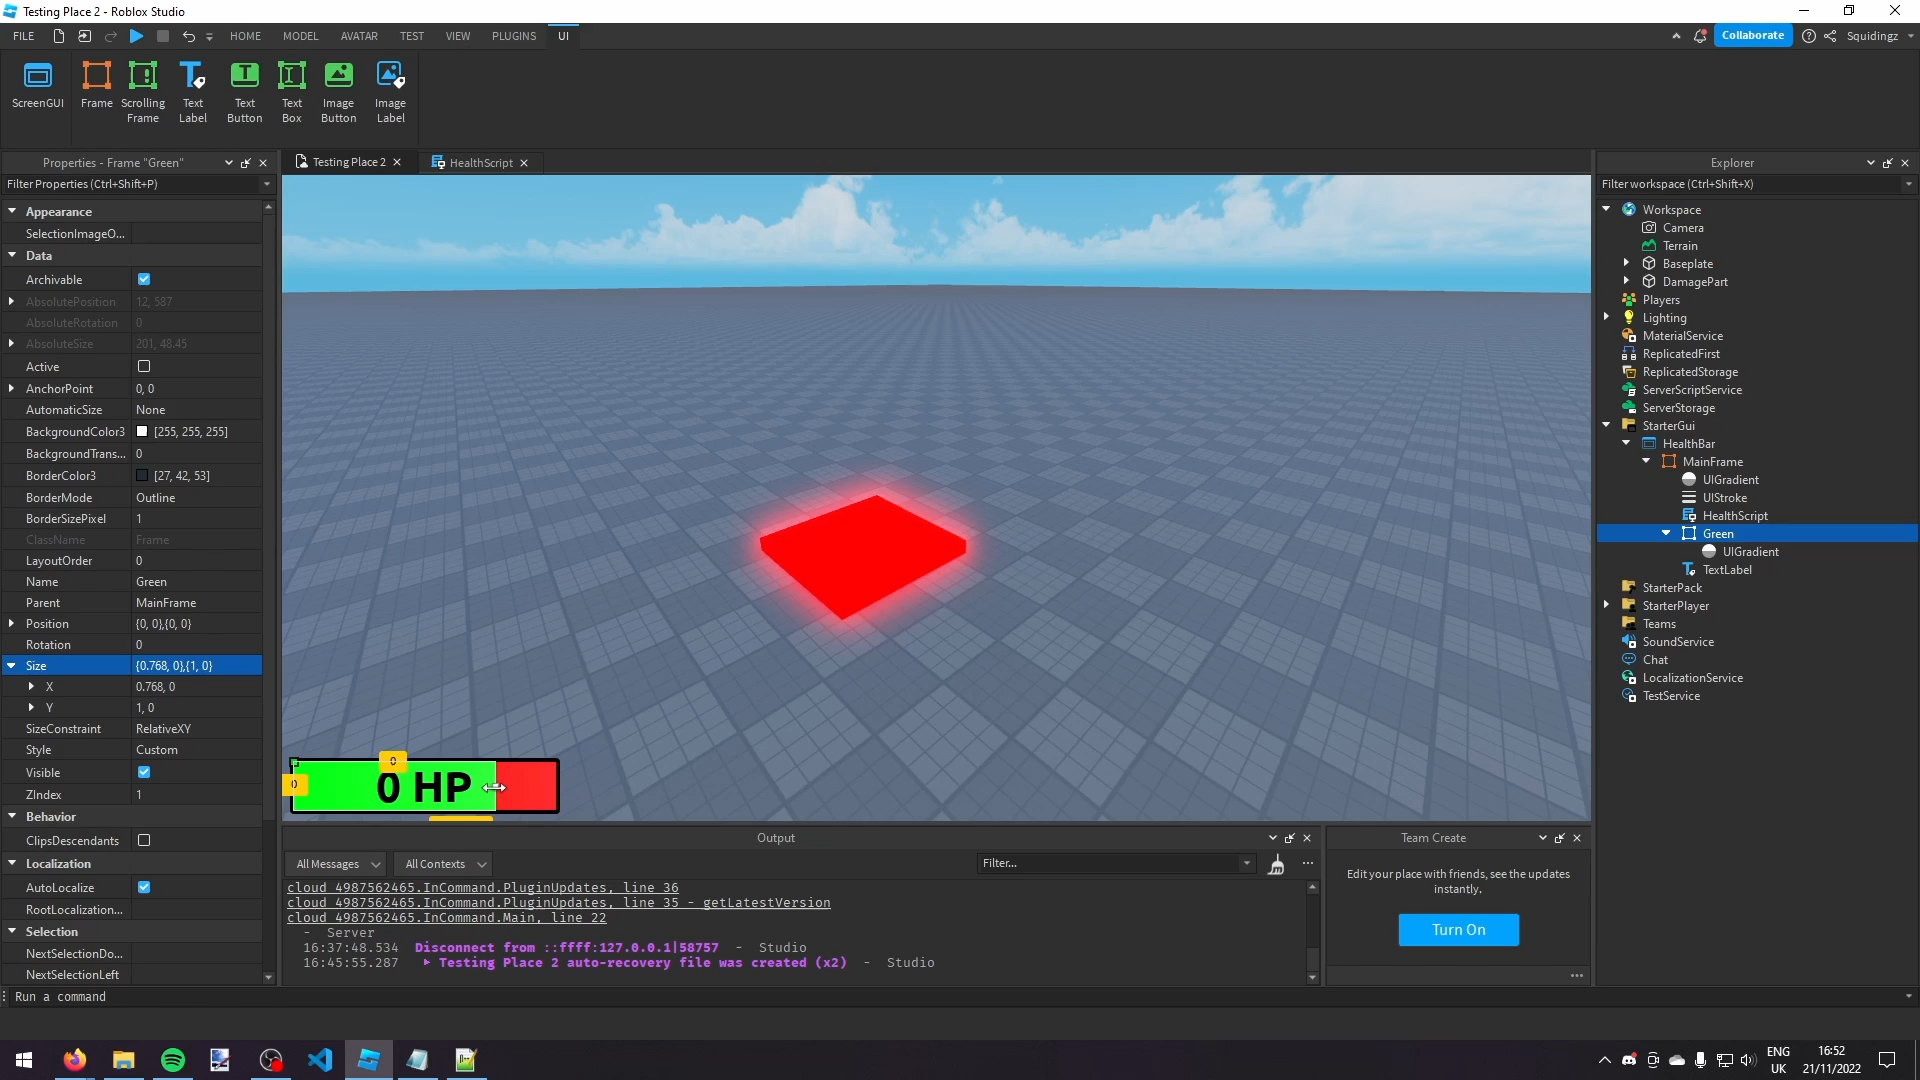 Testing Place 2 - Roblox Studio
FILE HOME MODEL AVATAR TEST VIEW PLUGINS UI Collaborate Squidingz
ScreenGUI
Frame
Scrolling Frame
Text Label
Text Button
Text Box
Image Button
Image Label
Properties - Frame "Green"
Filter Properties (Ctrl+Shift+P)
Appearance
SelectionImageO...
Data
Archivable
AbsolutePosition 12, 587
AbsoluteRotation 0
AbsoluteSize 201, 48.45
Active
AnchorPoint 0, 0
AutomaticSize None
BackgroundColor3 [255, 255, 255]
BackgroundTrans... 0
BorderColor3 [27, 42, 53]
BorderMode Outline
BorderSizePixel 1
ClassName Frame
LayoutOrder 0
Name Green
Parent MainFrame
Position {0, 0},{0, 0}
Rotation 0
Size {0.768, 0},{1, 0}
X 0.768, 0
Y 1, 0
SizeConstraint RelativeXY
Style Custom
Visible
ZIndex 1
Behavior
ClipsDescendants
Localization
AutoLocalize
RootLocalization...
Selection
NextSelectionDo...
NextSelectionLeft
Testing Place 2
HealthScript
0
0
0 HP
Output
All Messages All Contexts Filter...
cloud_4987562465.InCommand.PluginUpdates, line 36
cloud_4987562465.InCommand.PluginUpdates, line 35 - getLatestVersion
cloud_4987562465.InCommand.Main, line 22
- Server
16:37:48.534 Disconnect from ::ffff:127.0.0.1|58757 - Studio
16:45:55.287 Testing Place 2 auto-recovery file was created (x2) - Studio
Team Create
Edit your place with friends, see the updates
instantly.
Turn On
Explorer
Filter workspace (Ctrl+Shift+X)
Workspace
Camera
Terrain
Baseplate
DamagePart
Players
Lighting
MaterialService
ReplicatedFirst
ReplicatedStorage
ServerScriptService
ServerStorage
StarterGui
HealthBar
MainFrame
UIGradient
UIStroke
HealthScript
Green
UIGradient
TextLabel
StarterPack
StarterPlayer
Teams
SoundService
Chat
LocalizationService
TestService
Run a command
ENG
UK
16:52
21/11/2022